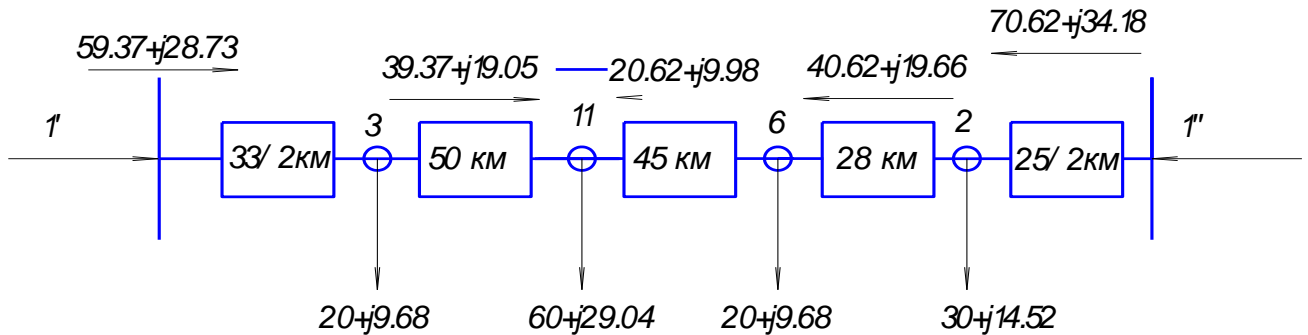 70.62+j34.18
59.37+j28.73
39.37+j19.05
20.62+j9.98
40.62+j19.66
1'
3
11
6
2
1"
33/ 2км
50 км
45 км
28 км
25/ 2км
20+j9.68
60+j29.04
20+j9.68
30+j14.52